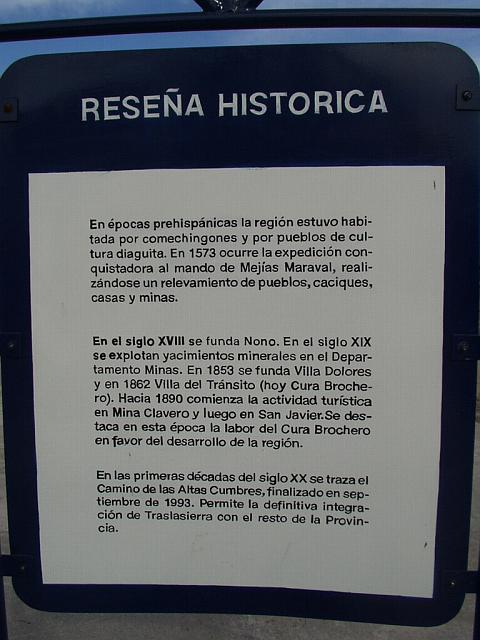 RESEÑA HISTORICA
En épocas prehispánicas la región estuvo habi-
tada por comechingones y por pueblos de cul-
tura diaguita. En 1573 ocurre la expedición con-
quistadora al mando de Mejías Maraval, reali-
zándose un relevamiento de pueblos, caciques,
casas y minas.
En el siglo XVIII se funda Nono. En el siglo XIX
se explotan yacimientos minerales en el Depar-
tamento Minas. En 1853 se funda Villa Dolores
y en 1862 Villa del Tránsito (hoy Cura Broche-
ro). Hacia 1890 comienza la actividad turística
en Mina Clavero y luego en San Javier.Se des-
taca en esta época la labor del Cura Brochero
en favor del desarrollo de la región.
En las primeras décadas del siglo XX se traza el
Camino de las Altas Cumbres, finalizado en sep-
tiembre de 1993. Permite la definitiva integra-
ción de Traslasierra con el resto de la Provin-
cia.